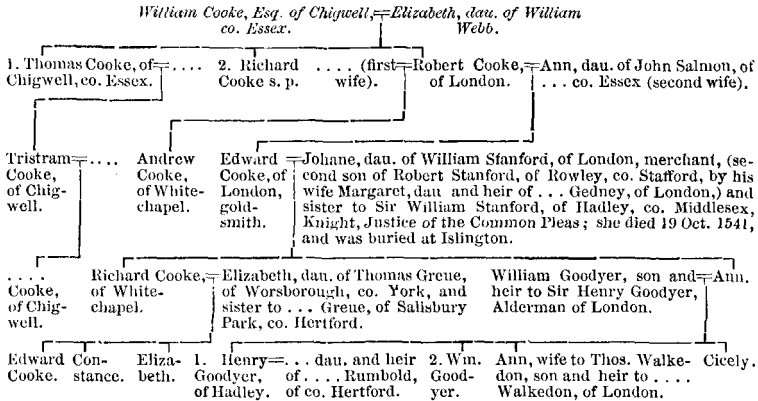 William Cooke, Esq. of Chigwell,=Elizabeth, dau. of William
co. Essex. Webb.
1. Thomas Cooke, of=.... 2. Richard .... (first=Robert Cooke,=Ann, dau. of John Salmon, of
Chigwell, co. Essex. Cooke s. p. wife). of London. ... co. Essex (second wife).
Tristram=.... Andrew Edward =Johane, dau. of William Stanford, of London, merchant, (se-
Cooke, Cooke, Cooke, of cond son of Robert Stanford, of Rowley, co. Stafford, by his
of Chig- of White- London, wife Margaret, dau and heir of ... Gedney, of London,) and
well. chapel. gold- sister to Sir William Stanford, of Hadley, co. Middlesex,
smith. Knight, Justice of the Common Pleas; she died 19 Oct. 1541,
and was buried at Islington.
.... Richard Cooke,=Elizabeth, dau. of Thomas Greue, William Goodyer, son and=Ann.
Cooke, of White- of Worsborough, co. York, and heir to Sir Henry Goodyer,
of Chig- chapel. sister to ... Greue, of Salisbury Alderman of London.
well. Park, co. Hertford.
Edward Con- Eliza- 1. Henry=... dau. and heir 2. Wm. Ann, wife to Thos. Walke- Cicely.
Cooke. stance. beth. Goodyer, of .... Rumbold, Good- don, son and heir to ....
of Hadley. of co. Hertford. yer. Walkedon, of London.